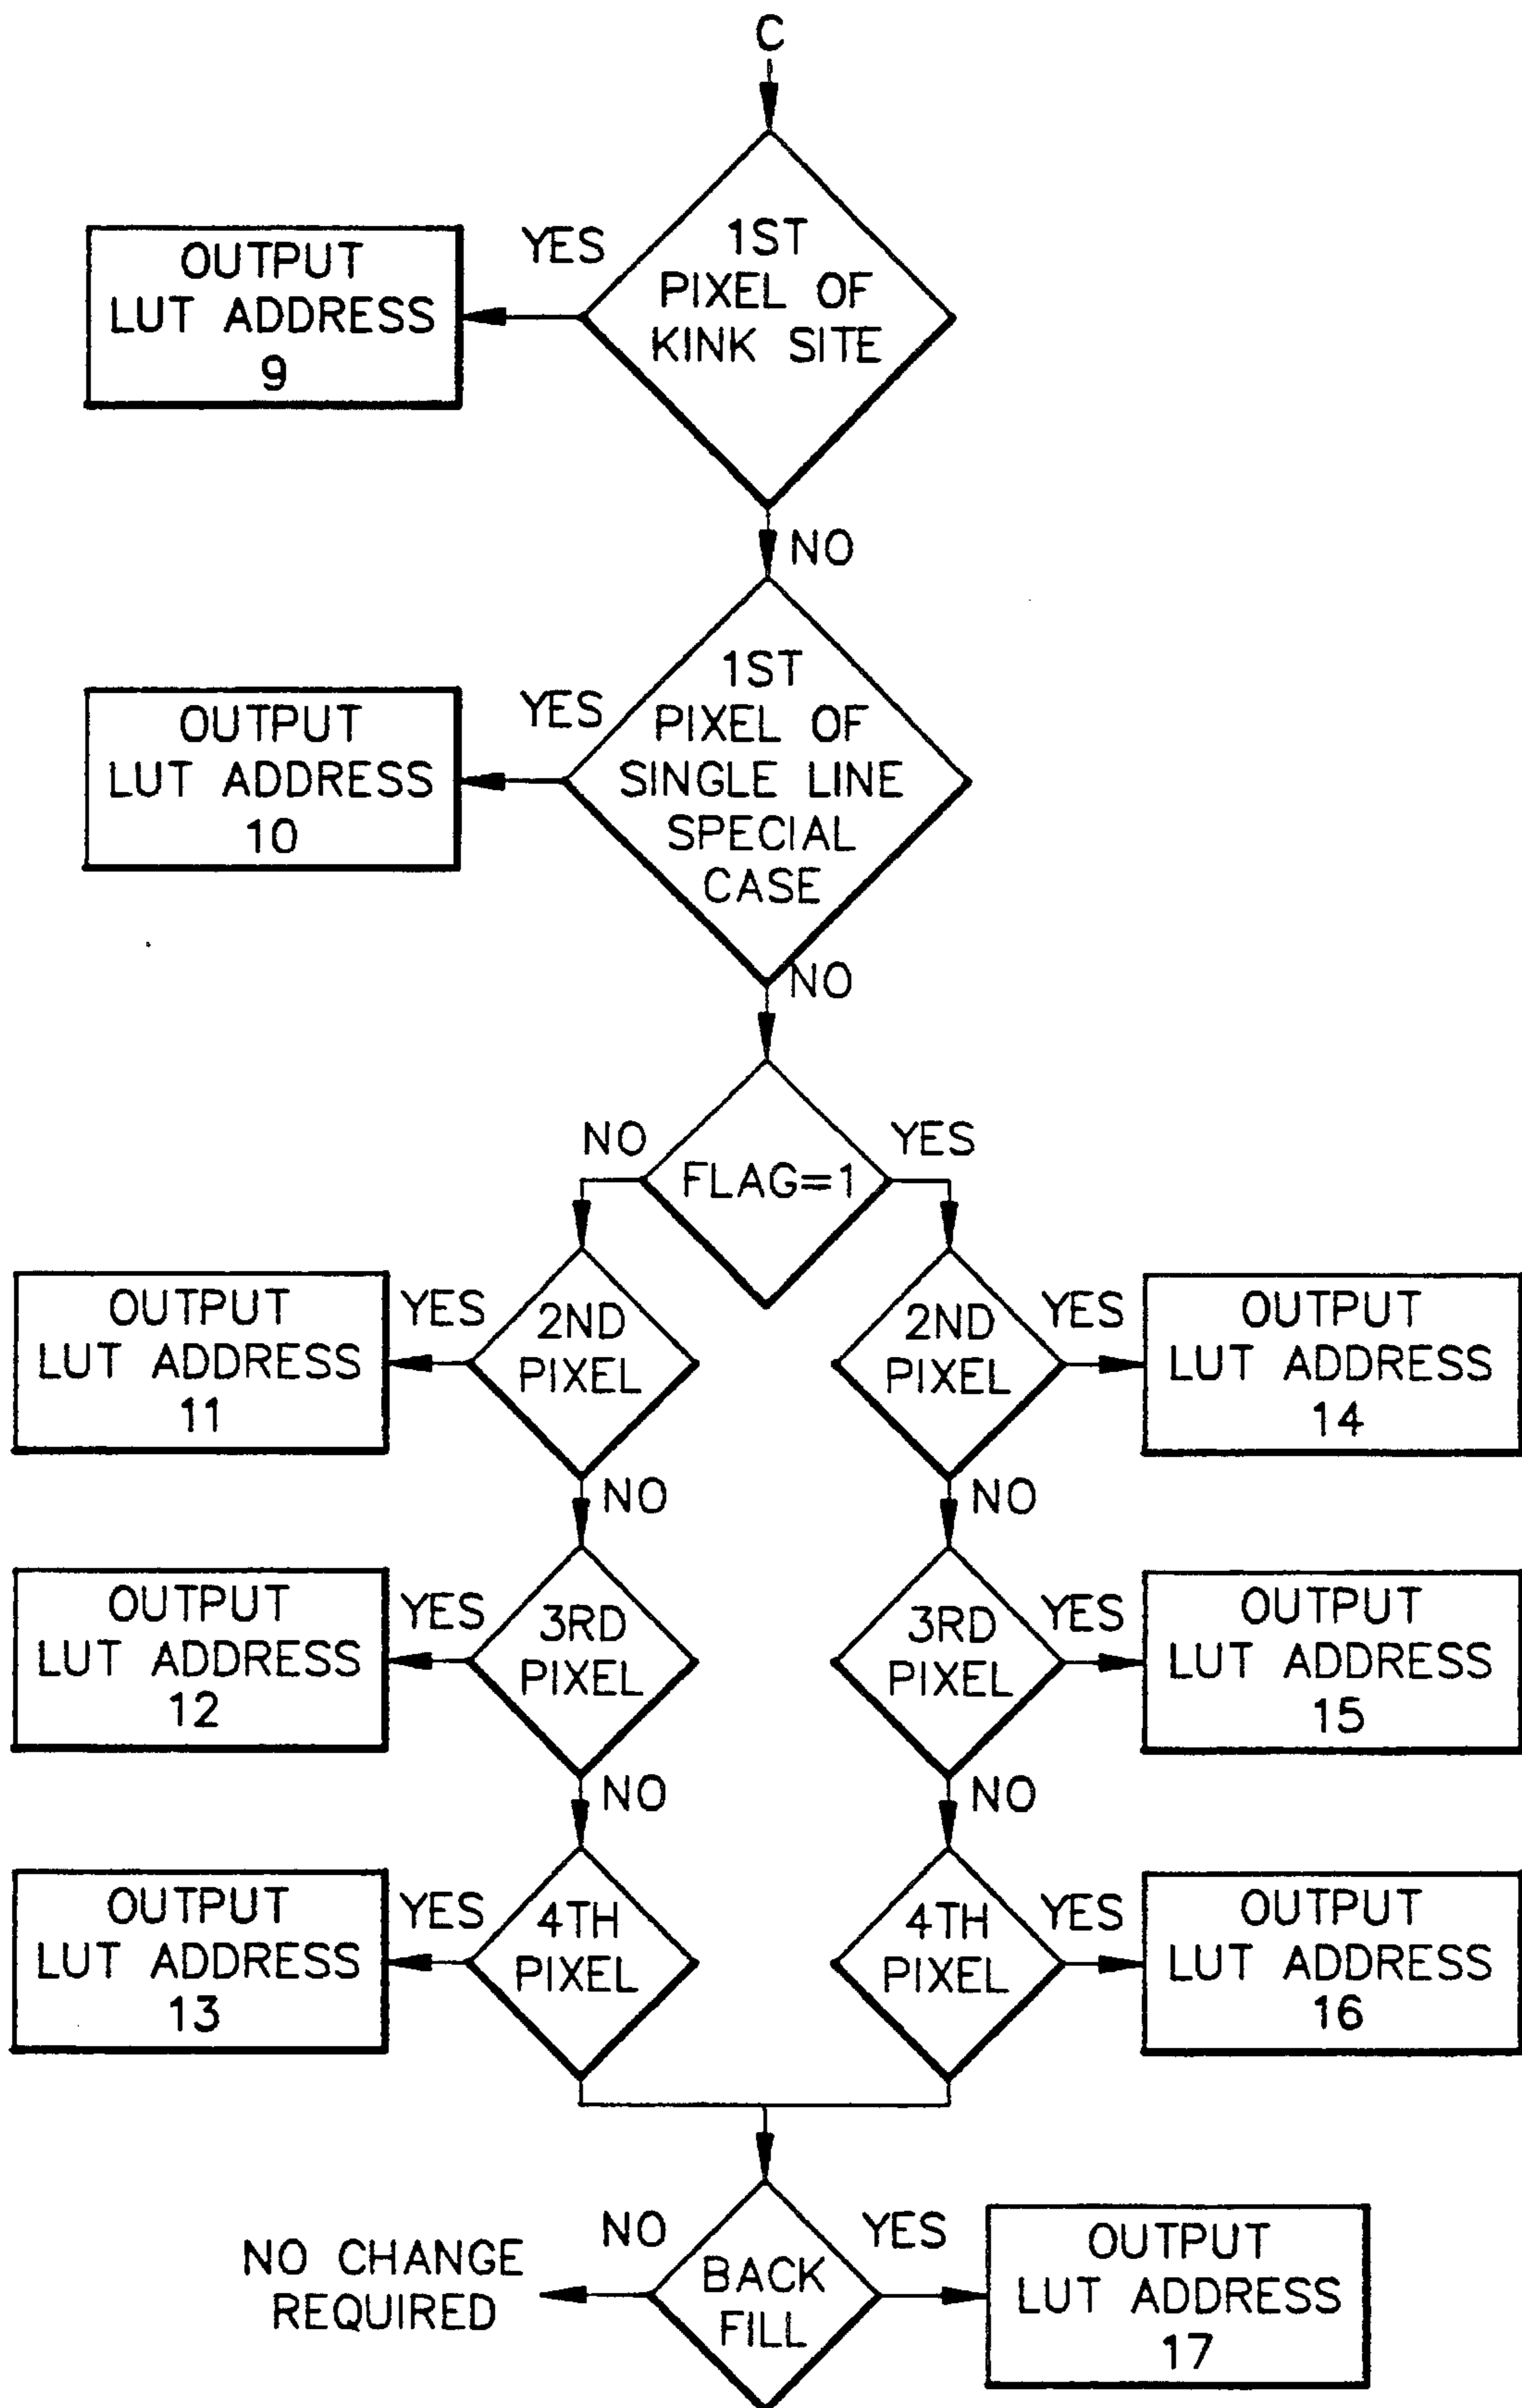 C
1ST
PIXEL OF
KINK SITE
YES
OUTPUT
LUT ADDRESS
9
NO
1ST
PIXEL OF
SINGLE LINE
SPECIAL
CASE
YES
OUTPUT
LUT ADDRESS
10
NO
FLAG=1
NO
YES
2ND
PIXEL
YES
OUTPUT
LUT ADDRESS
11
NO
2ND
PIXEL
YES
OUTPUT
LUT ADDRESS
14
NO
3RD
PIXEL
YES
OUTPUT
LUT ADDRESS
12
NO
3RD
PIXEL
YES
OUTPUT
LUT ADDRESS
15
NO
4TH
PIXEL
YES
OUTPUT
LUT ADDRESS
13
4TH
PIXEL
YES
OUTPUT
LUT ADDRESS
16
BACK
FILL
NO
NO CHANGE
REQUIRED
YES
OUTPUT
LUT ADDRESS
17